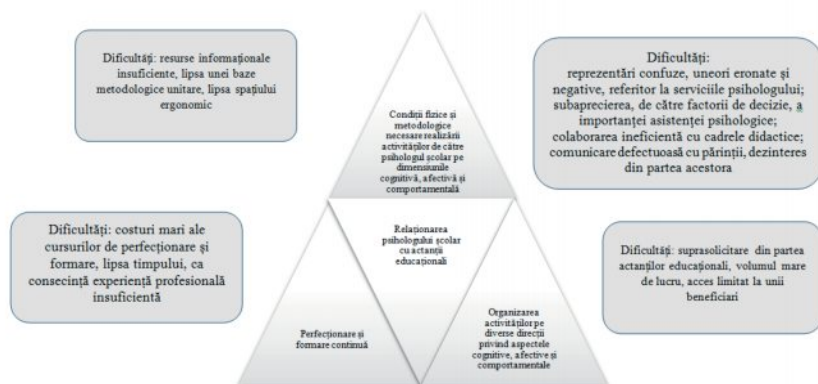 Dificultăți: resurse informaționale
insuficiente, lipsa unei baze
metodologice unitare, lipsa spațiului
ergonomic
Dificultăți:
reprezentări confuze, uneori eronate și
negative, referitor la serviciile psihologului;
subaprecierea, de către factorii de decizie, a
importanței asistenței psihologice;
colaborarea ineficientă cu cadrele didactice;
comunicare defectuoasă cu părinții, dezinteres
din partea acestora
Condiții fizice și
metodologice
necesare realizării
activităților de către
psihologul școlar pe
dimensiunile
cognitivă, afectivă și
comportamentală
Dificultăți: costuri mari ale
cursurilor de perfecționare și
formare, lipsa timpului, ca
consecință experiență profesională
insuficientă
Relaționarea
psihologului școlar
cu actanții
educaționali
Dificultăți: suprasolicitare din partea
actanților educaționali, volumul mare
de lucru, acces limitat la unii
beneficiari
Perfecționare și
formare continuă
Organizarea
activităților pe
diverse direcții
privind aspectele
cognitive, afective și
comportamentale